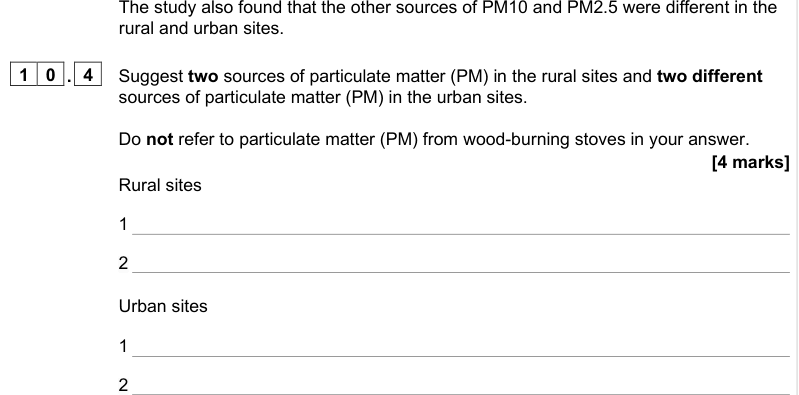 The study also found that the other sources of PM10 and PM2.5 were different in the
rural and urban sites.
1 0 . 4 Suggest two sources of particulate matter (PM) in the rural sites and two different
sources of particulate matter (PM) in the urban sites.
Do not refer to particulate matter (PM) from wood-burning stoves in your answer.
[4 marks]
Rural sites
1
2
Urban sites
1
2